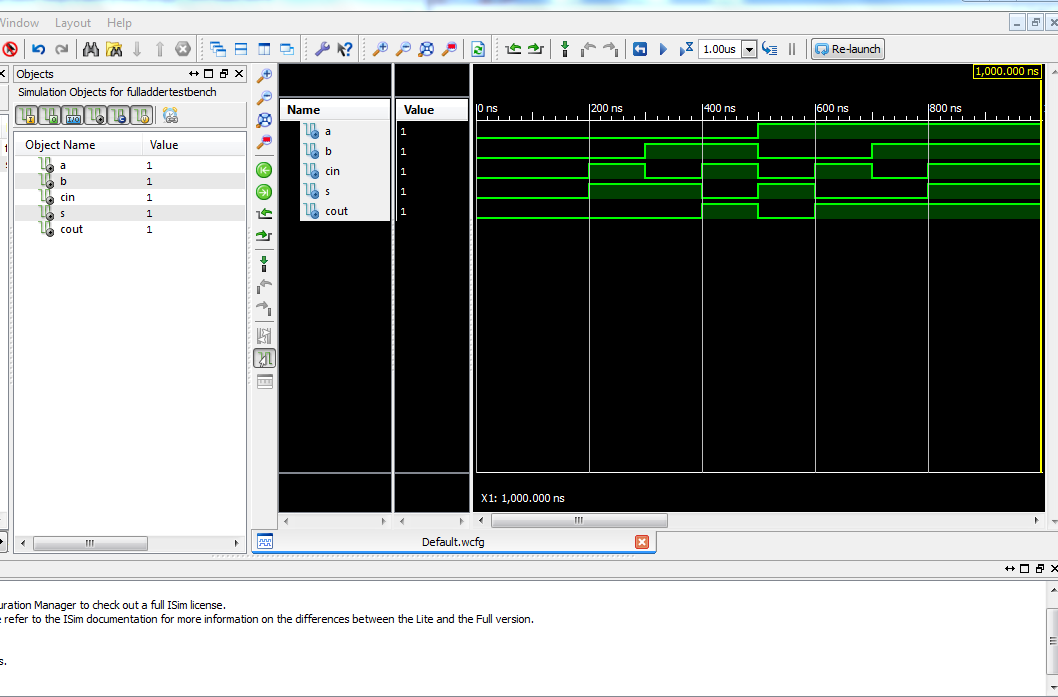 Window Layout Help
1.00us Re-launch
Objects
Simulation Objects for fulladdertestbench
Object Name Value
a 1
b 1
cin 1
s 1
cout 1
Name Value
a 1
b 1
cin 1
s 1
cout 1
1,000.000 ns
0 ns 200 ns 400 ns 600 ns 800 ns
X1: 1,000.000 ns
Default.wcfg
uration Manager to check out a full ISim license.
refer to the ISim documentation for more information on the differences between the Lite and the Full version.
s.